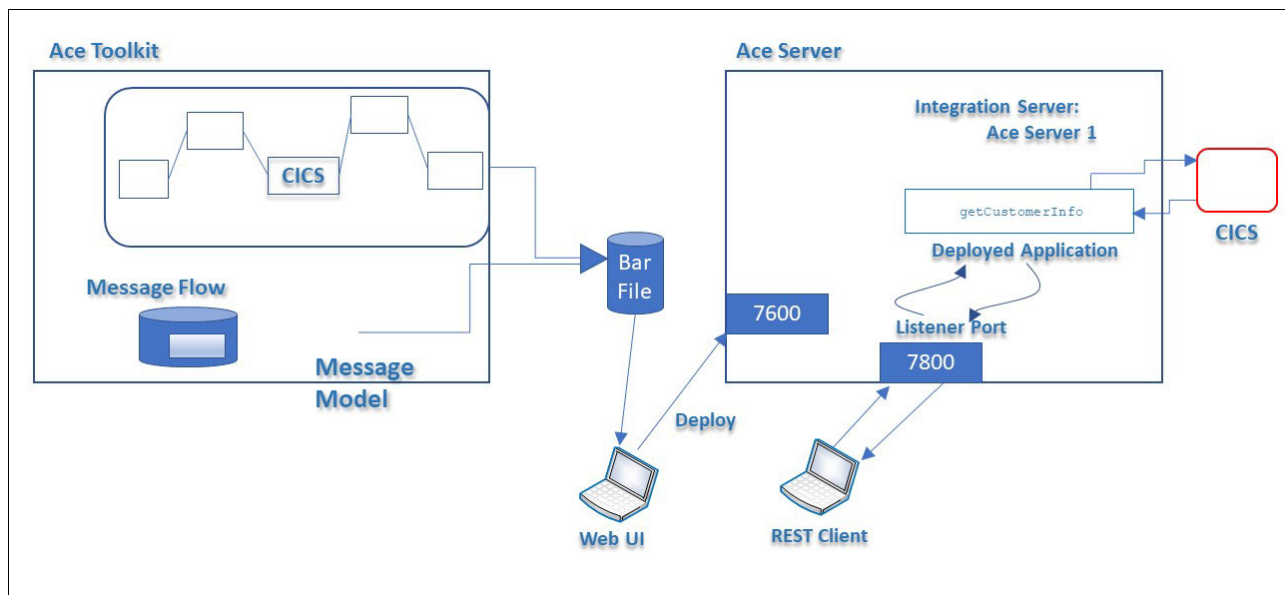 Ace Toolkit
CICS
Message Flow
Message
Model
Bar
File
Web UI
Deploy
Ace Server
Integration Server:
Ace Server 1
getCustomerInfo
Deployed Application
CICS
7600
Listener Port
7800
REST Client